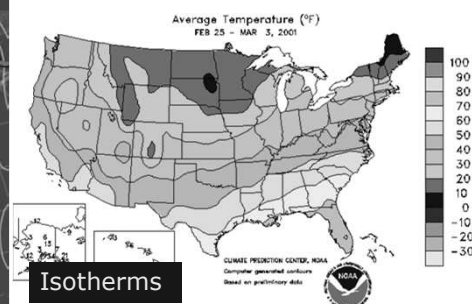 Average Temperature (°F)
FEB 25 - MAR 3, 2001
100
90
80
70
60
50
40
30
20
10
0
-10
-20
-30
CLIMATE PREDICTION CENTER, NOAA
Computer generated contours
Based on preliminary data
NOAA
Isotherms